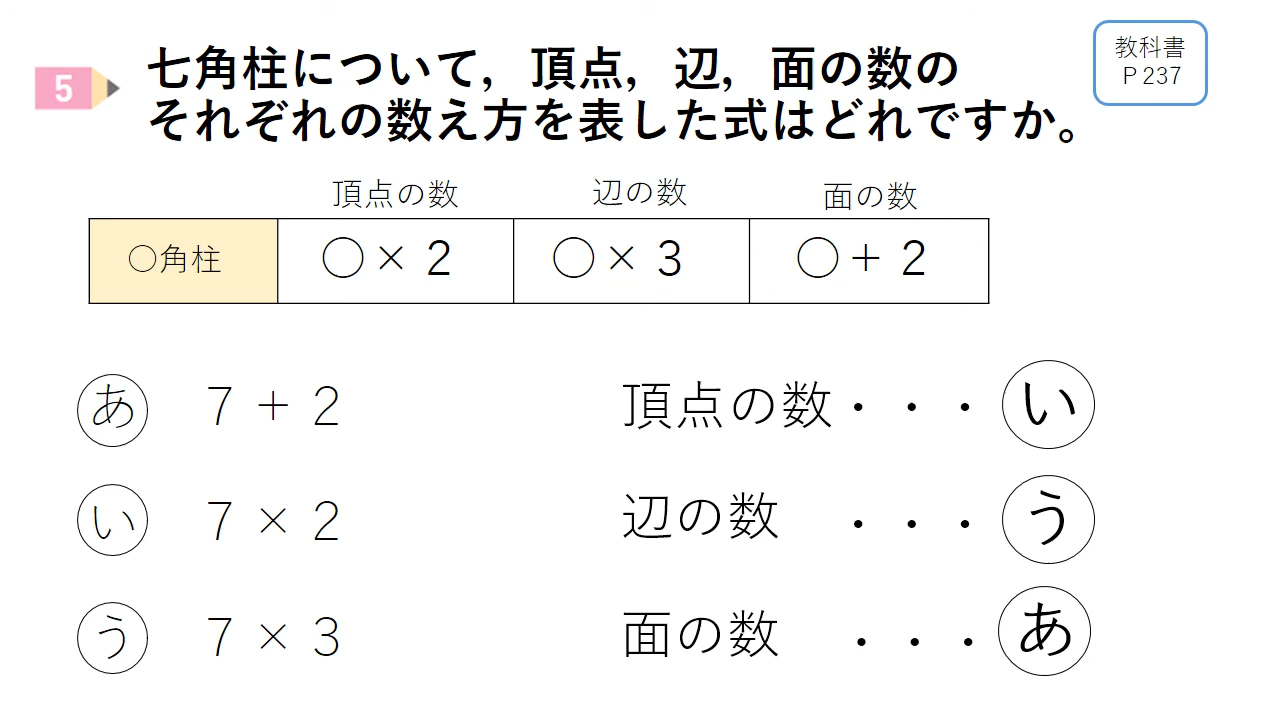 5
七角柱について，頂点，辺，面の数の
それぞれの数え方を表した式はどれですか。
教科書
P 237
頂点の数 辺の数 面の数
○角柱 ○×2 ○×3 ○＋2
あ 7 ＋ 2 頂点の数・・・ い
い 7 × 2 辺の数 ・・・ う
う 7 × 3 面の数 ・・・ あ